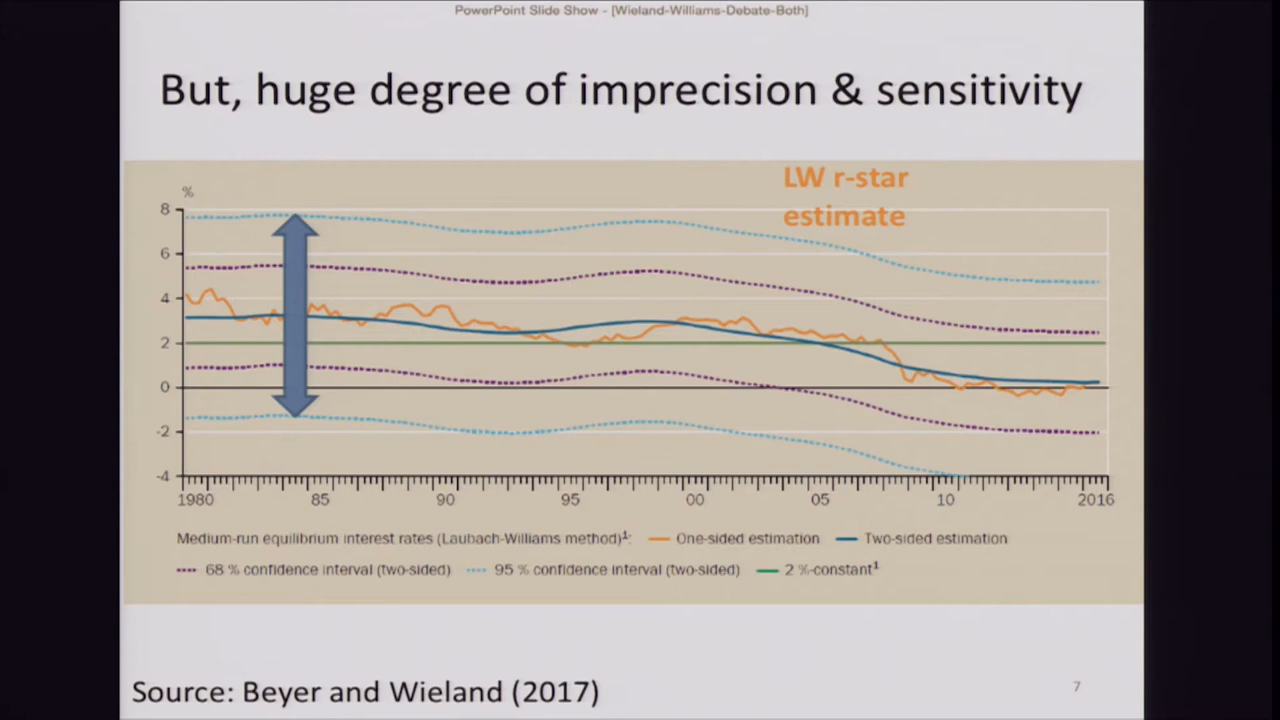 PowerPoint Slide Show - [Wieland-Williams-Debate-Both]
But, huge degree of imprecision & sensitivity
LW r-star
estimate
%
8
6
4
2
0
-2
-4
1980 85 90 95 00 05 10 2016
Medium-run equilibrium interest rates (Laubach-Williams method)¹: One-sided estimation Two-sided estimation
68 % confidence interval (two-sided) 95 % confidence interval (two-sided) 2 %-constant¹
Source: Beyer and Wieland (2017)
7